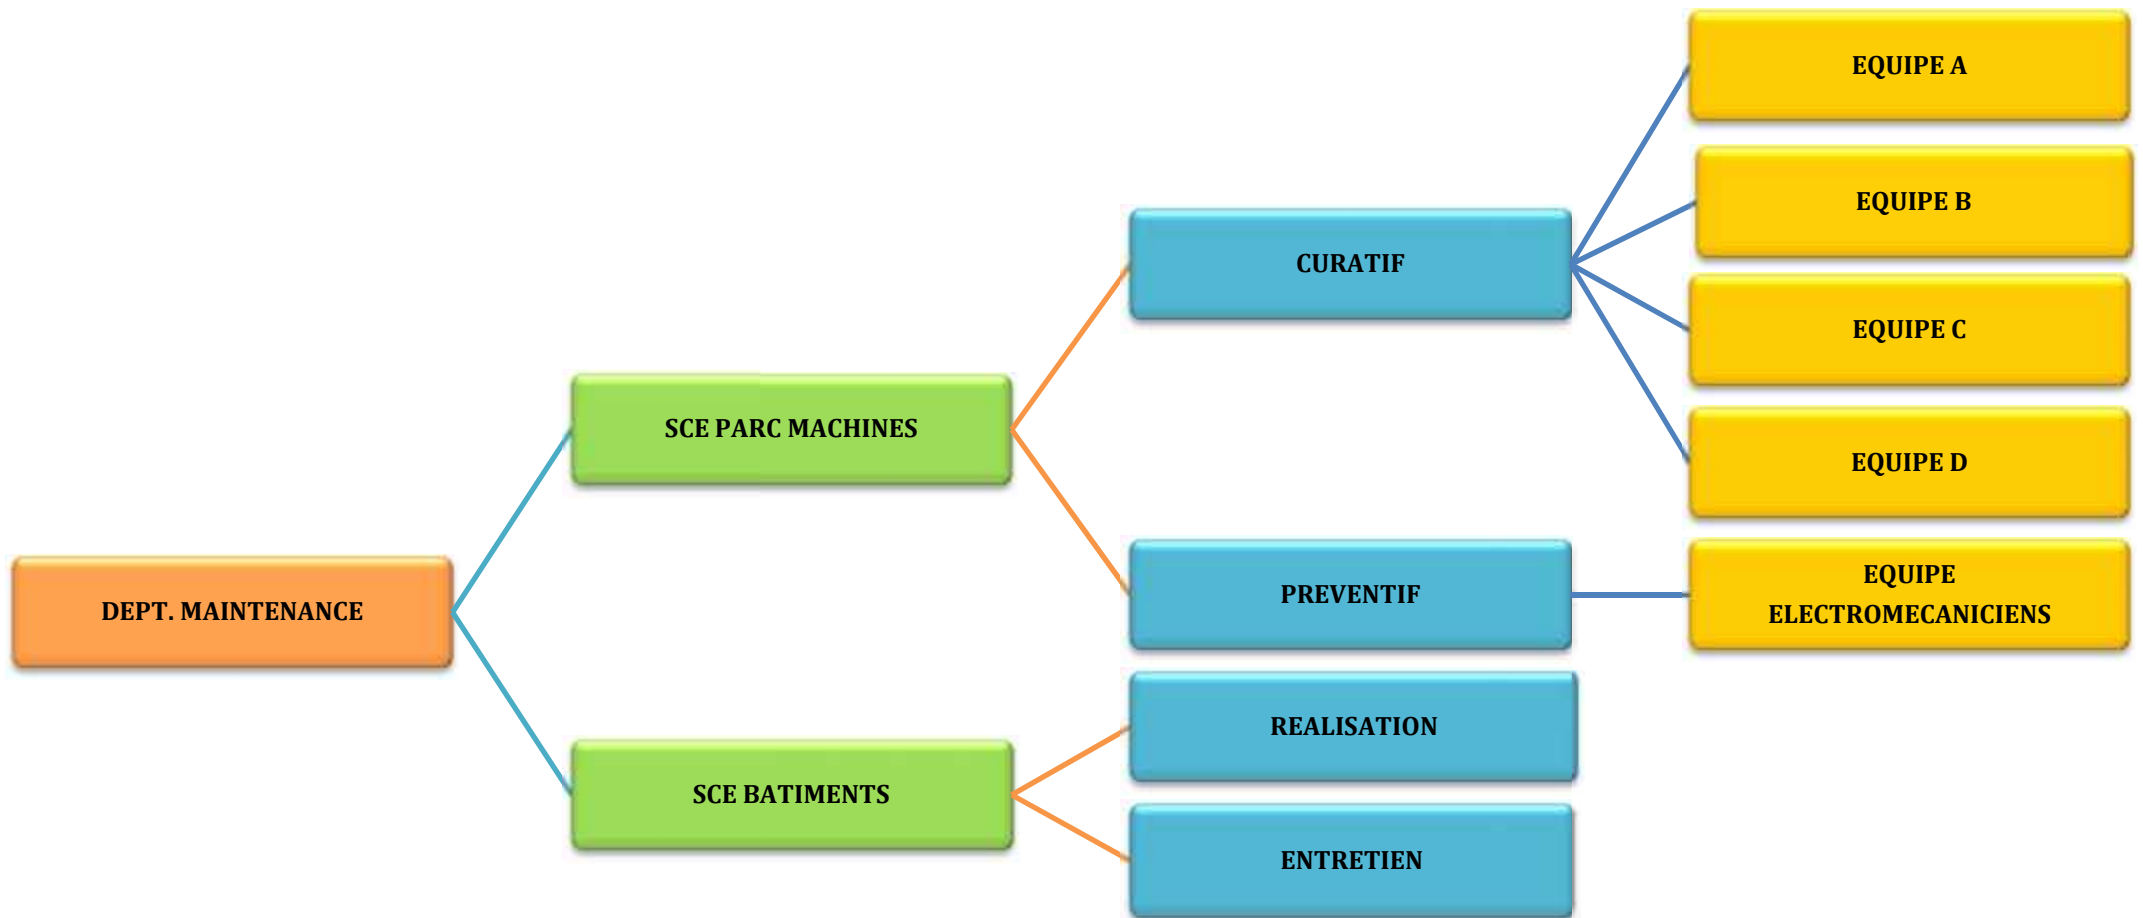 EQUIPE A
EQUIPE B
CURATIF
EQUIPE C
SCE PARC MACHINES
EQUIPE D
EQUIPE
ELECTROMECANICIENS
PREVENTIF
DEPT. MAINTENANCE
REALISATION
SCE BATIMENTS
ENTRETIEN